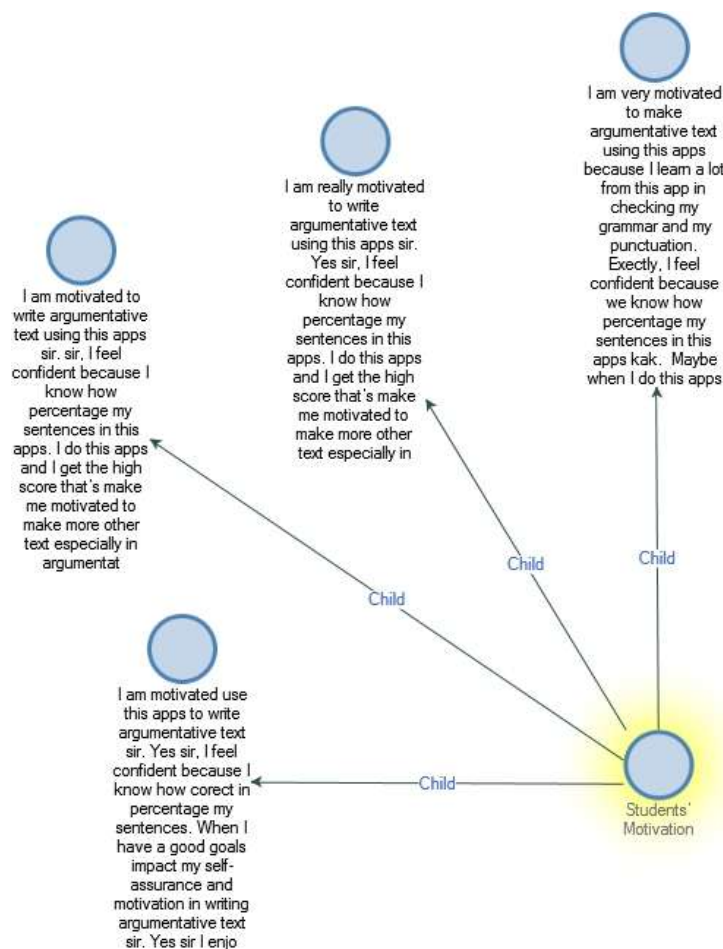 I am very motivated
to make
argumentative text
using this apps
because I learn a lot
from this app in
checking my
grammar and my
punctuation.
Exectly, I feel
confident because
we know how
percentage my
sentences in this
apps kak. Maybe
when I do this apps
I am really motivated
to write
argumentative text
using this apps sir.
Yes sir, I feel
confident because I
know how
percentage my
sentences in this
apps. I do this apps
and I get the high
score that's make
me motivated to
make more other
text especially in
I am motivated to
write argumentative
text using this apps
sir. sir, I feel
confident because I
know how
percentage my
sentences in this
apps. I do this apps
and I get the high
score that's make
me motivated to
make more other
text especially in
argumentat
Child
Child
Child
I am motivated use
this apps to write
argumentative text
sir. Yes sir, I feel
confident because I
know how corect in
percentage my
sentences. When I
have a good goals
impact my self-
assurance and
motivation in writing
argumentative text
sir. Yes sir I enjo
Child
Students'
Motivation